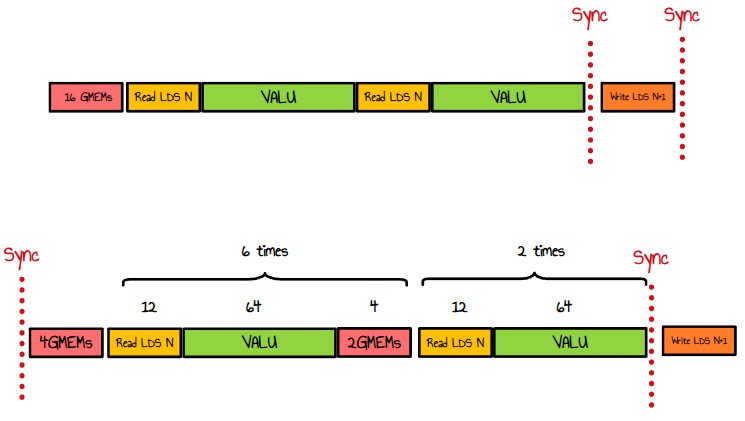 Sync
Sync
16 GMEMs
Read LDS N
VALU
Read LDS N
VALU
Write LDS N+1
Sync
6 times
2 times
Sync
12
64
4
12
64
4GMEMs
Read LDS N
VALU
2GMEMs
Read LDS N
VALU
Write LDS N+1